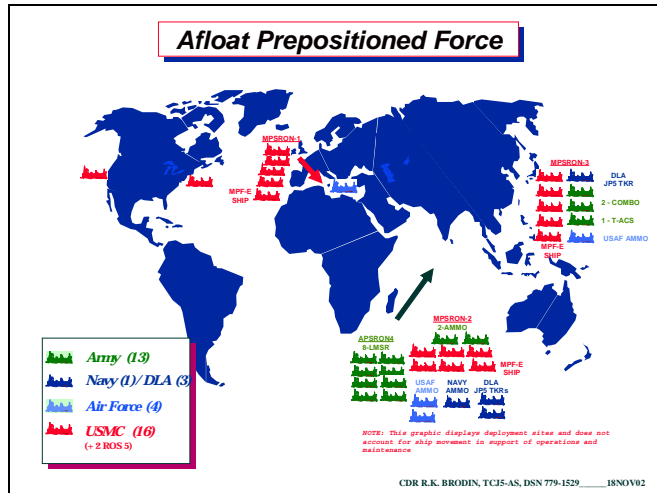 Afloat Prepositioned Force
MPSRON-1
MPF-E
SHIP
MPSRON-3
DLA
JP5 TKR
2 - COMBO
1 - T-ACS
USAF AMMO
MPF-E
SHIP
MPSRON-2
2-AMMO
APSRON4
8-LMSR
MPF-E
SHIP
USAF
AMMO
NAVY
AMMO
DLA
JP5 TKRs
Army (13)
Navy (1)/ DLA (3)
Air Force (4)
USMC (16)
(+ 2 ROS 5)
NOTE: This graphic displays deployment sites and does not
account for ship movement in support of operations and
maintenance
CDR R.K. BRODIN, TCJ5-AS, DSN 779-1529_____18NOV02